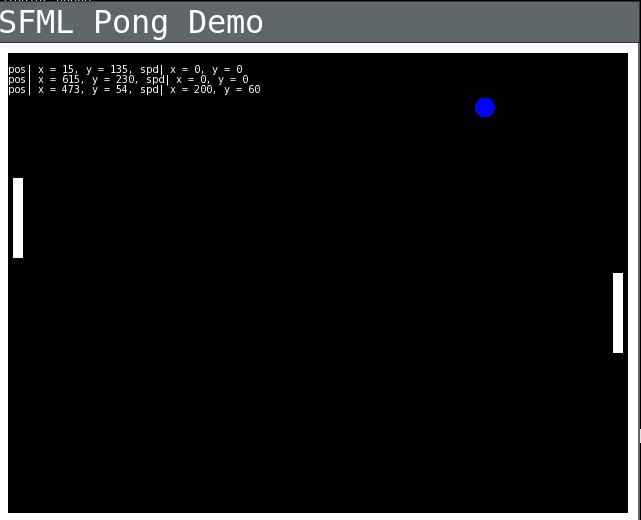 SFML Pong Demo
pos| x = 15, y = 135, spd| x = 0, y = 0
pos| x = 615, y = 230, spd| x = 0, y = 0
pos| x = 473, y = 54, spd| x = 200, y = 60